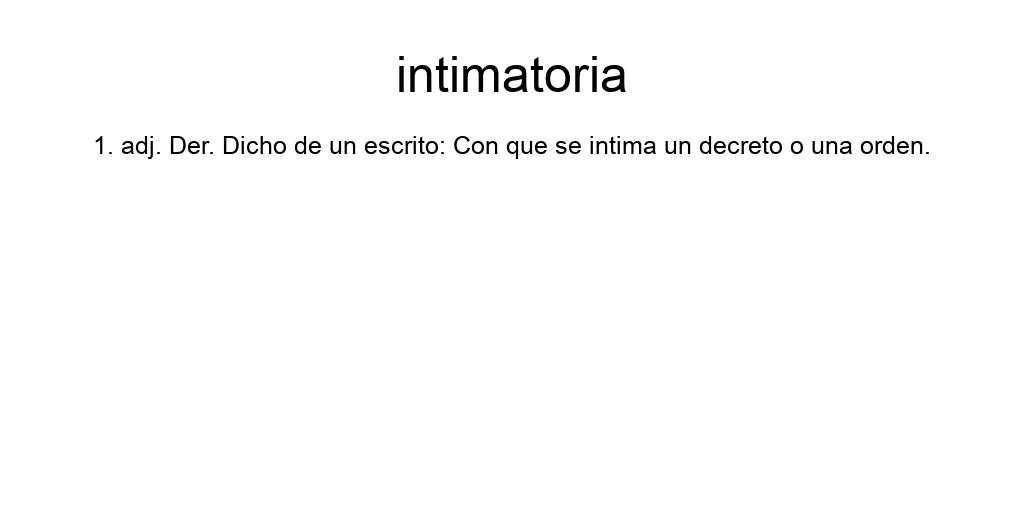 intimatoria
1. adj. Der. Dicho de un escrito: Con que se intima un decreto o una orden.